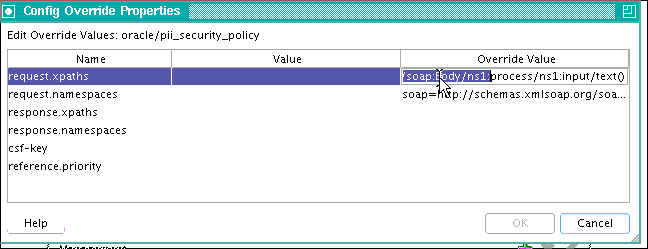 Config Override Properties
Edit Override Values: oracle/pii_security_policy
Name Value Override Value
request.xpaths /soap:Body/ns1:process/ns1:input/text()
request.namespaces soap=http://schemas.xmlsoap.org/soa...
response.xpaths
response.namespaces
csf-key
reference.priority
Help OK Cancel